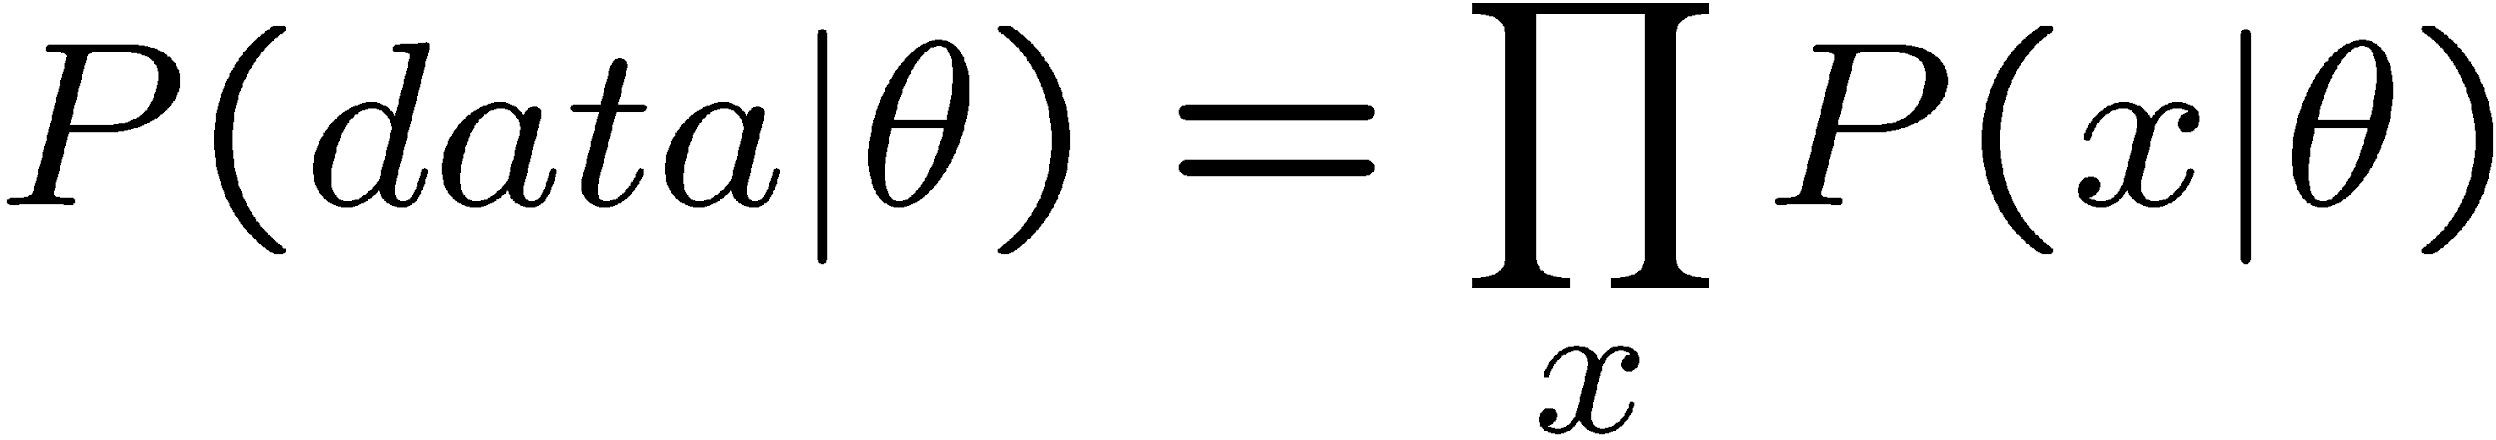 P(data|θ) = ∏ P(x|θ)
x